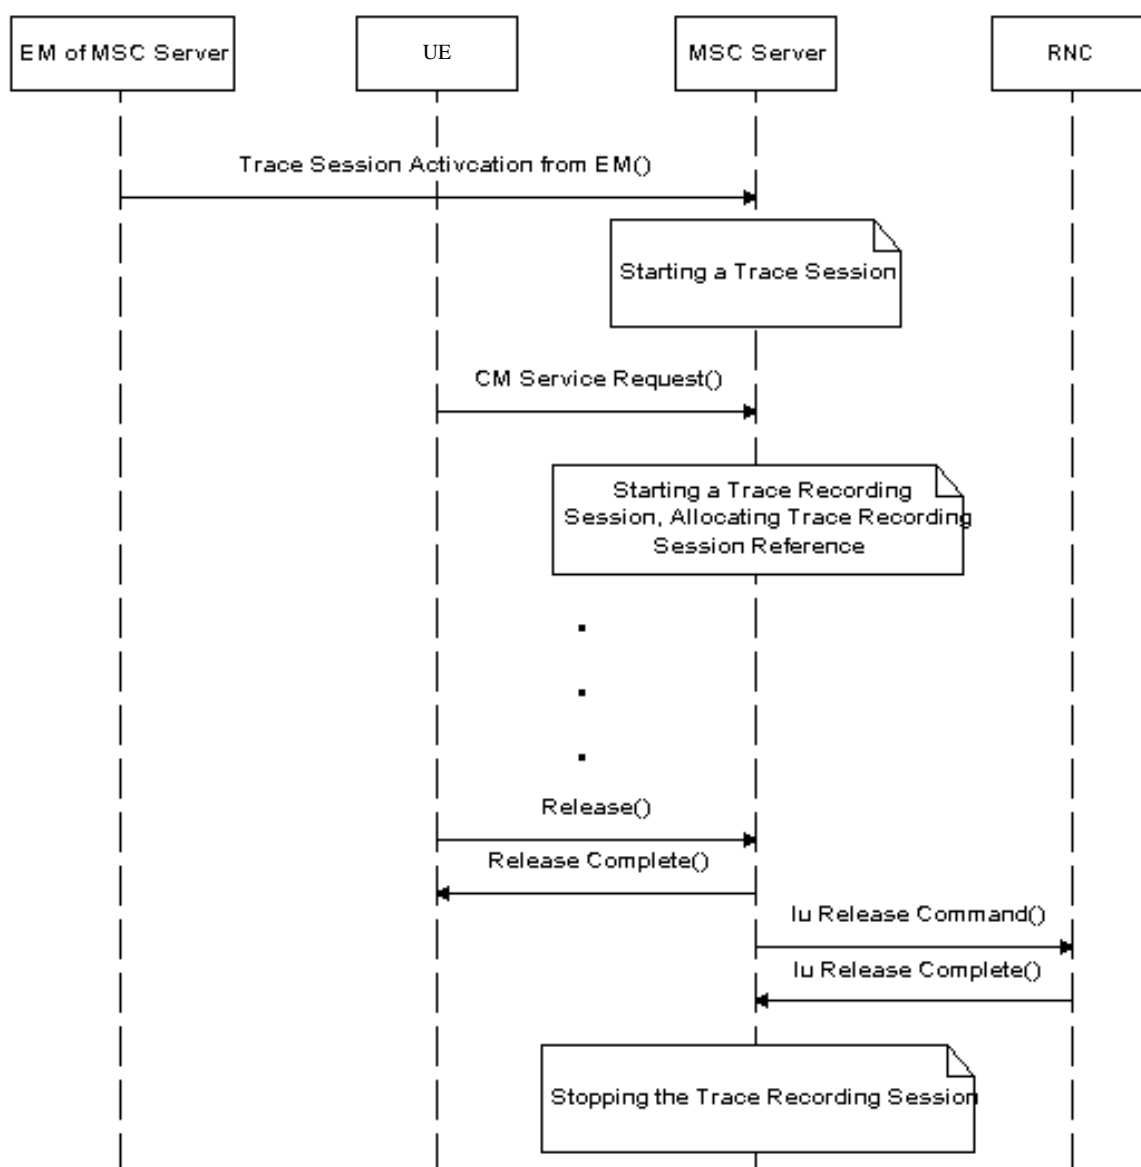 EM of MSC Server
UE
MSC Server
RNC
Trace Session Activcation from EM()
Starting a Trace Session
CM Service Request()
Starting a Trace Recording
Session, Allocating Trace Recording
Session Reference
Release()
Release Complete()
Iu Release Command()
Iu Release Complete()
Stopping the Trace Recording Session